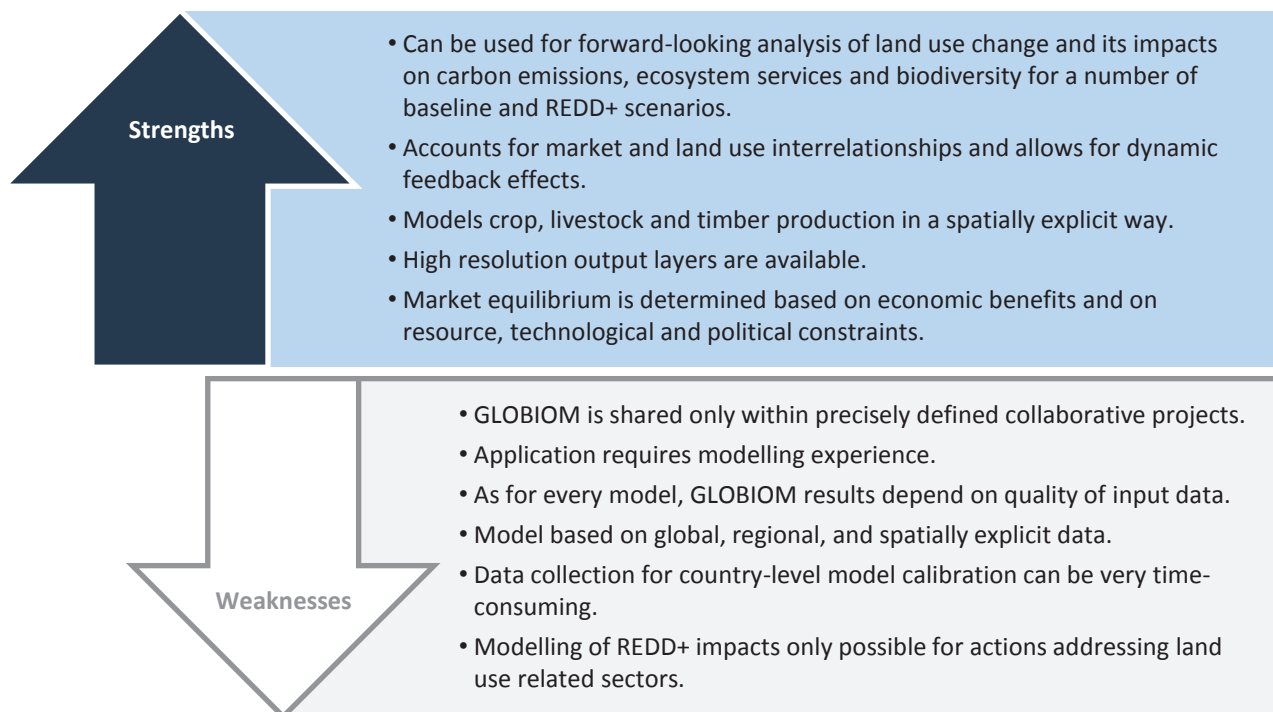 Strengths
• Can be used for forward-looking analysis of land use change and its impacts
on carbon emissions, ecosystem services and biodiversity for a number of
baseline and REDD+ scenarios.
• Accounts for market and land use interrelationships and allows for dynamic
feedback effects.
• Models crop, livestock and timber production in a spatially explicit way.
• High resolution output layers are available.
• Market equilibrium is determined based on economic benefits and on
resource, technological and political constraints.
Weaknesses
• GLOBIOM is shared only within precisely defined collaborative projects.
• Application requires modelling experience.
• As for every model, GLOBIOM results depend on quality of input data.
• Model based on global, regional, and spatially explicit data.
• Data collection for country-level model calibration can be very time-
consuming.
• Modelling of REDD+ impacts only possible for actions addressing land
use related sectors.